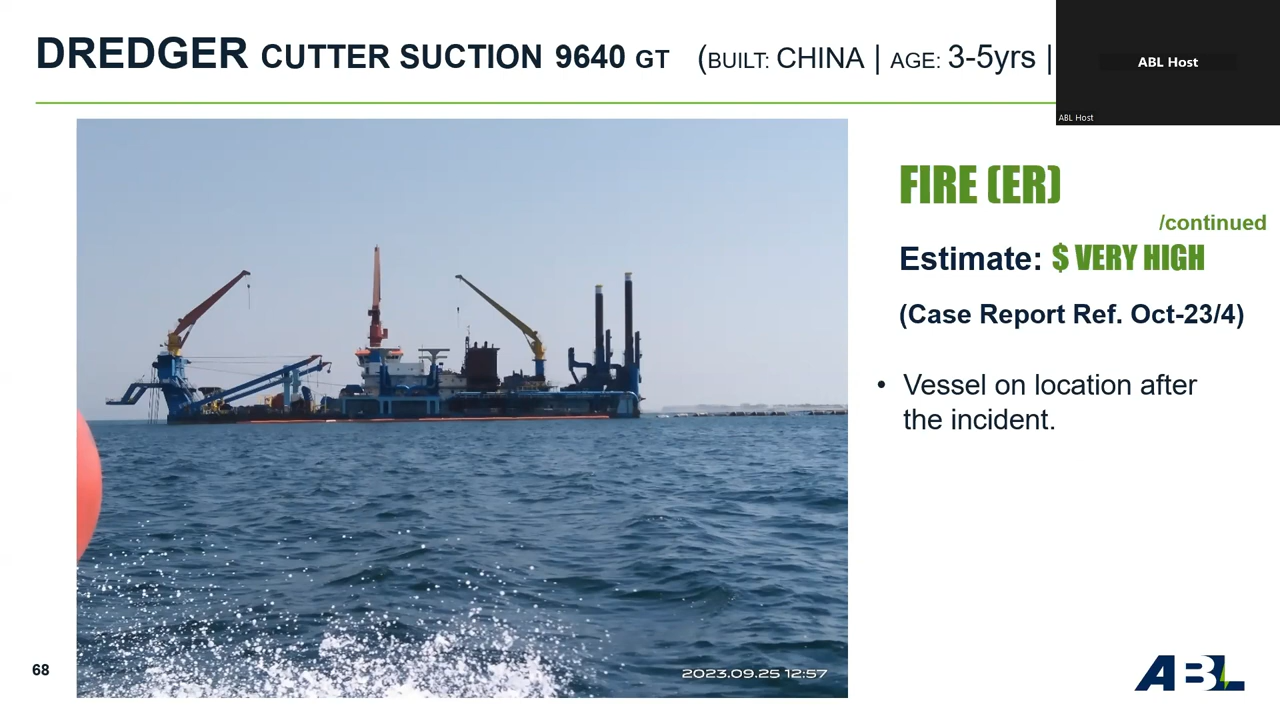 DREDGER CUTTER SUCTION 9640 GT (BUILT: CHINA | AGE: 3-5yrs |
ABL Host
ABL Host
FIRE (ER)
/continued
Estimate: $ VERY HIGH
(Case Report Ref. Oct-23/4)
• Vessel on location after
the incident.
2023.09.25 12:57
68
ABL